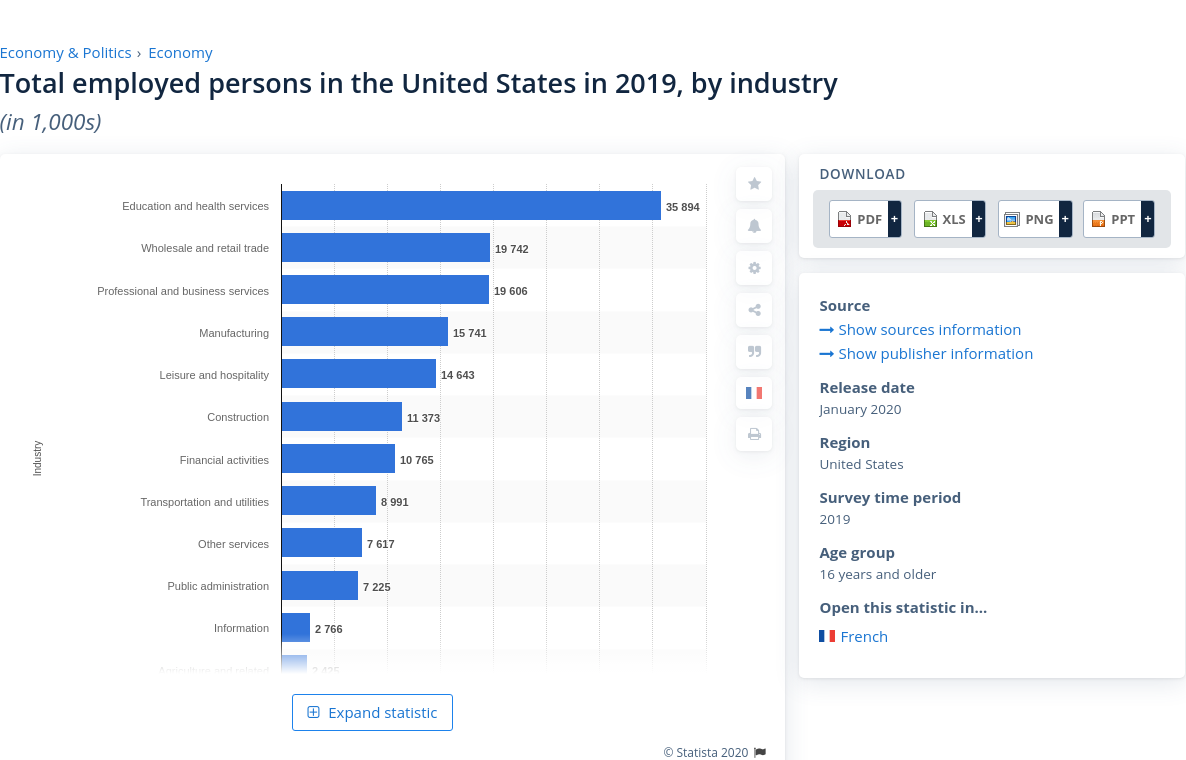 Economy & Politics › Economy
Total employed persons in the United States in 2019, by industry
(in 1,000s)
Industry
Education and health services 35 894
Wholesale and retail trade 19 742
Professional and business services 19 606
Manufacturing 15 741
Leisure and hospitality 14 643
Construction 11 373
Financial activities 10 765
Transportation and utilities 8 991
Other services 7 617
Public administration 7 225
Information 2 766
Agriculture and related 2 425
Expand statistic
© Statista 2020
DOWNLOAD
PDF + XLS + PNG + PPT +
Source
Show sources information
Show publisher information
Release date
January 2020
Region
United States
Survey time period
2019
Age group
16 years and older
Open this statistic in...
French